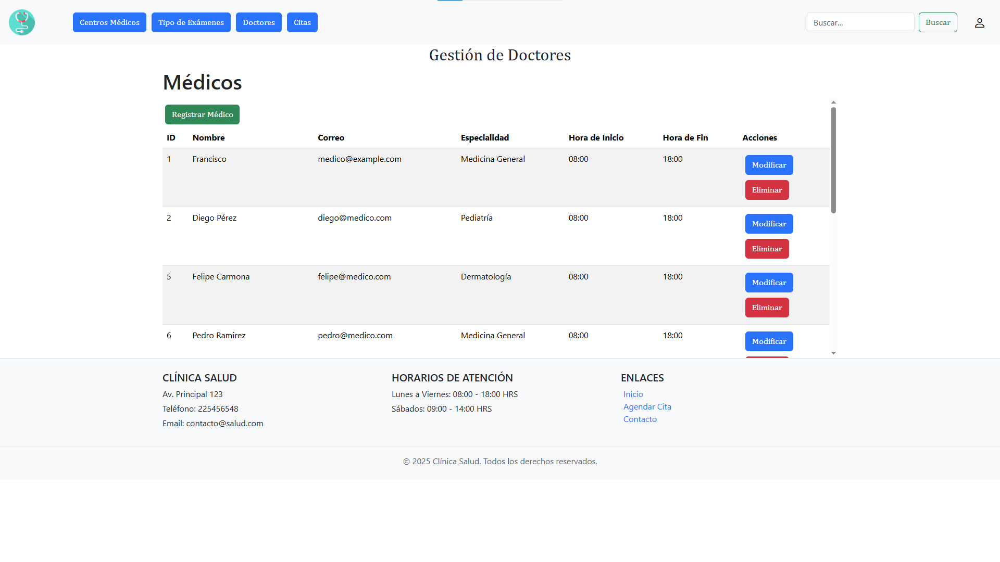 Centros Médicos Tipo de Exámenes Doctores Citas Buscar... Buscar
Gestión de Doctores
Médicos
Registrar Médico
ID Nombre Correo Especialidad Hora de Inicio Hora de Fin Acciones
1 Francisco medico@example.com Medicina General 08:00 18:00 Modificar
Eliminar
2 Diego Pérez diego@medico.com Pediatría 08:00 18:00 Modificar
Eliminar
5 Felipe Carmona felipe@medico.com Dermatología 08:00 18:00 Modificar
Eliminar
6 Pedro Ramirez pedro@medico.com Medicina General 08:00 18:00 Modificar
CLÍNICA SALUD HORARIOS DE ATENCIÓN ENLACES
Av. Principal 123 Lunes a Viernes: 08:00 - 18:00 HRS Inicio
Teléfono: 225456548 Sábados: 09:00 - 14:00 HRS Agendar Cita
Email: contacto@salud.com Contacto
© 2025 Clínica Salud. Todos los derechos reservados.